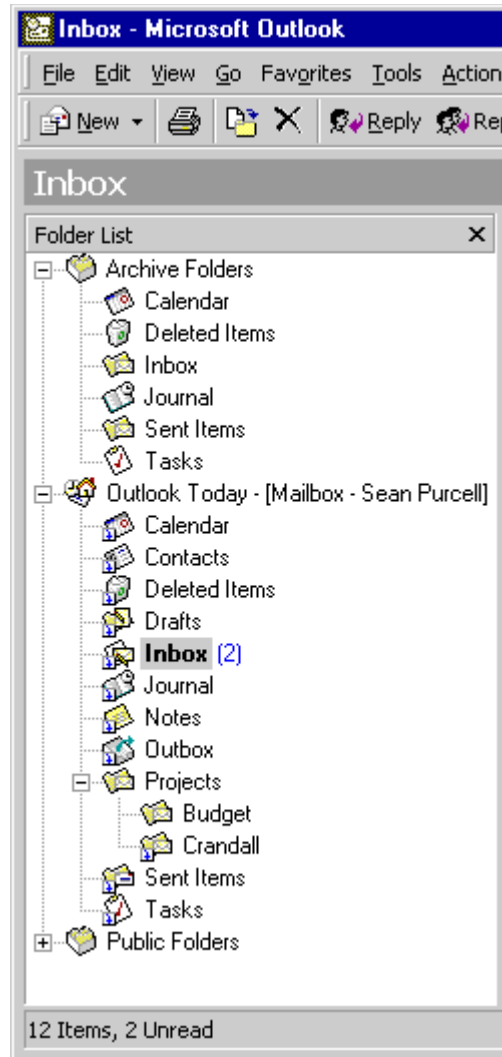 Inbox - Microsoft Outlook
File Edit View Go Favorites Tools Action
New Reply Rep
Inbox
Folder List
Archive Folders
Calendar
Deleted Items
Inbox
Journal
Sent Items
Tasks
Outlook Today - [Mailbox - Sean Purcell]
Calendar
Contacts
Deleted Items
Drafts
Inbox (2)
Journal
Notes
Outbox
Projects
Budget
Crandall
Sent Items
Tasks
Public Folders
12 Items, 2 Unread